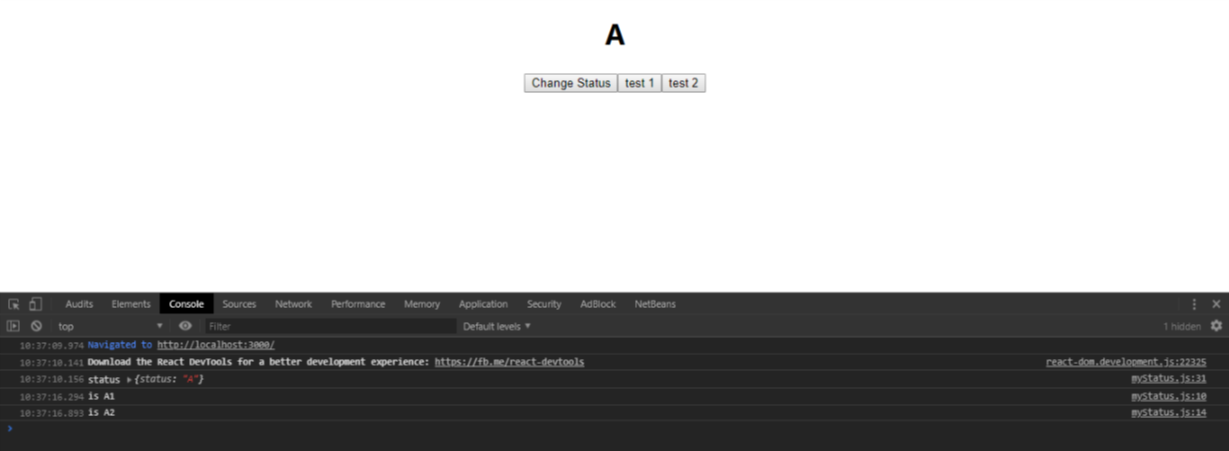 A
Change Status test 1 test 2
Audits Elements Console Sources Network Performance Memory Application Security AdBlock NetBeans
top Filter Default levels 1 hidden
10:37:09.974 Navigated to http://localhost:3000/
10:37:10.141 Download the React DevTools for a better development experience: https://fb.me/react-devtools react-dom.development.js:22325
10:37:10.156 status {status: "A"} myStatus.js:31
10:37:16.294 is A1 myStatus.js:10
10:37:16.893 is A2 myStatus.js:14